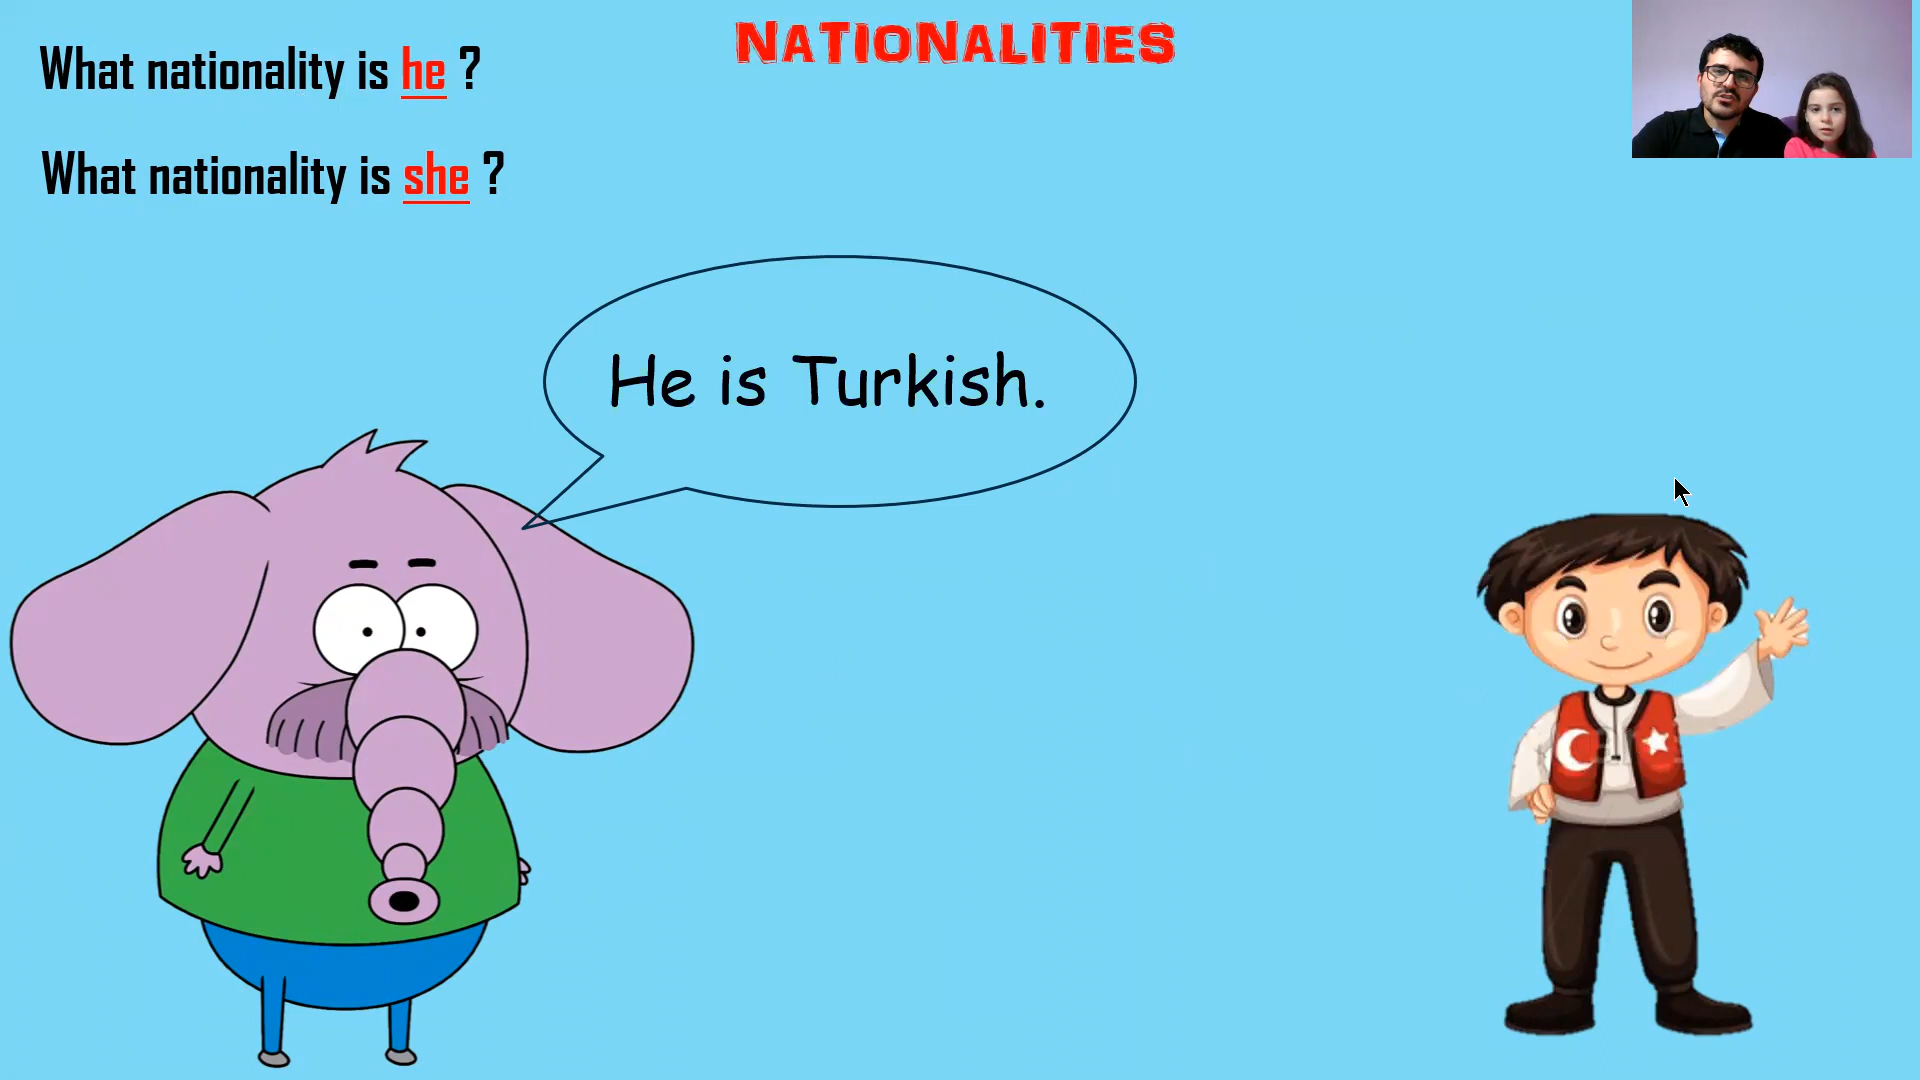 NATIONALITIES
What nationality is he ?
What nationality is she ?
He is Turkish.